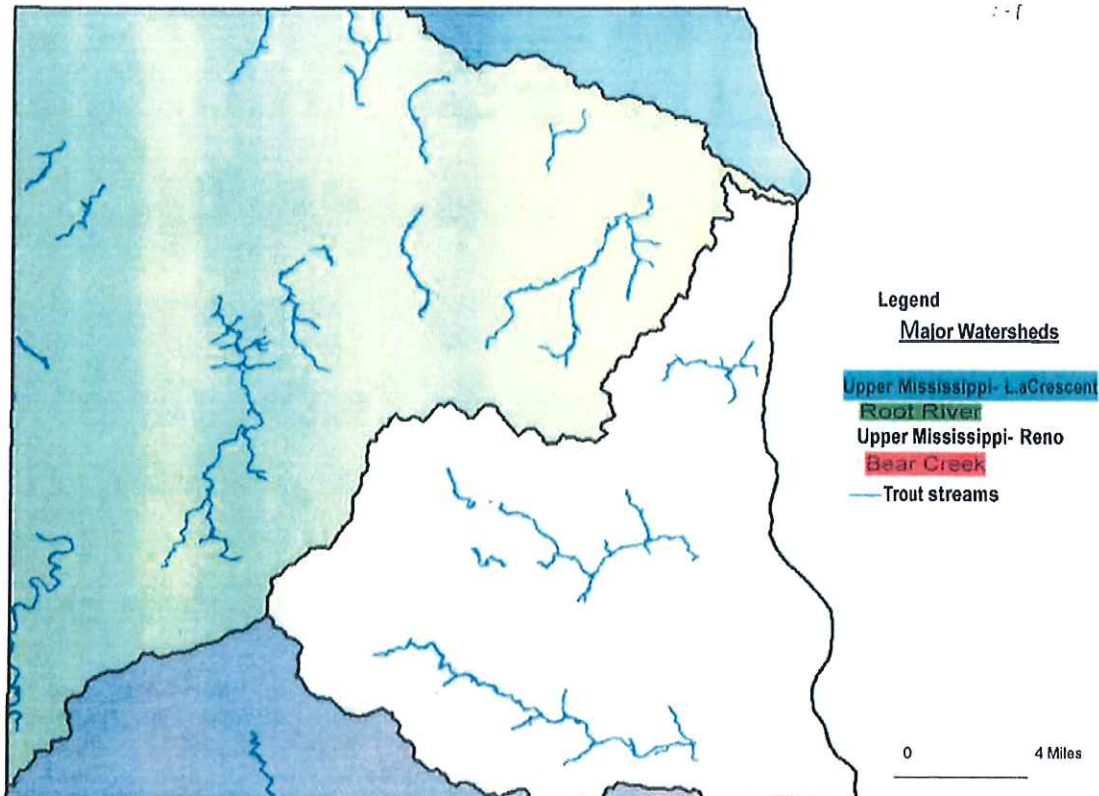 Legend
Major Watersheds
Upper Mississippi- L.aCrescent
Root River
Upper Mississippi- Reno
Bear Creek
Trout streams
0 4 Miles